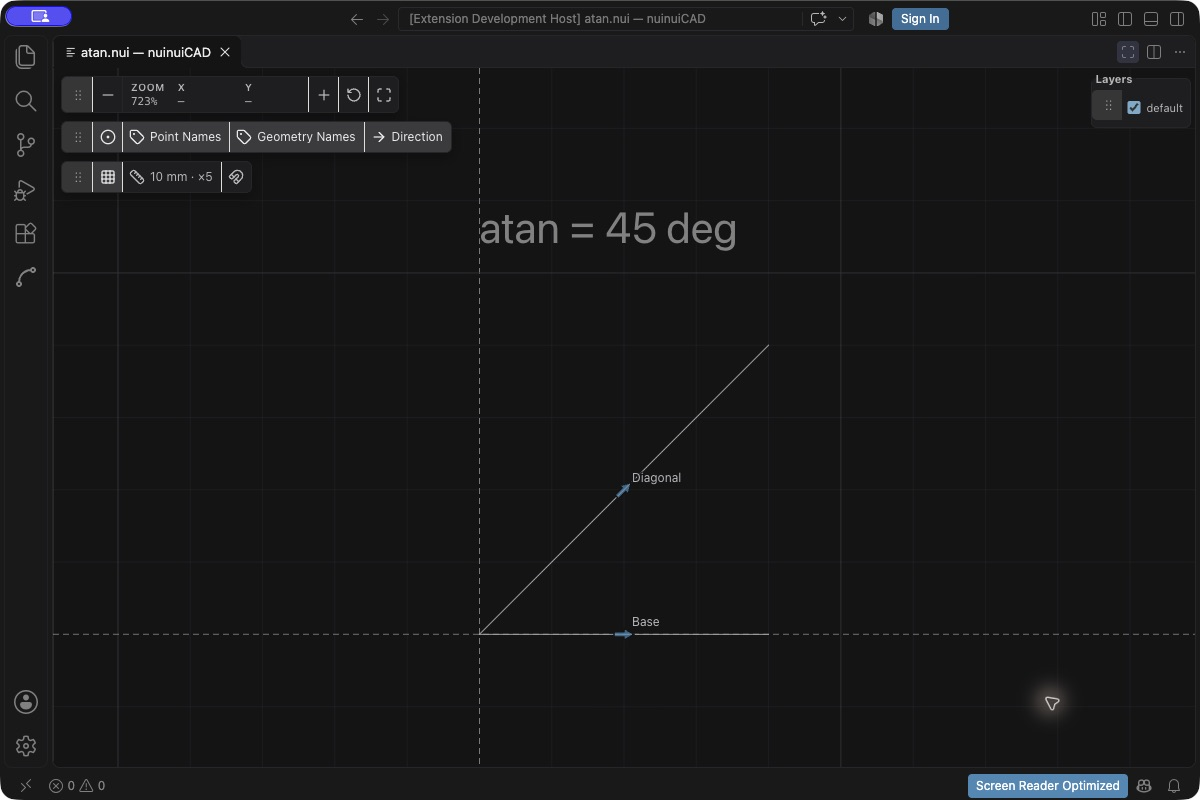 [Extension Development Host] atan.nui — nuinuiCAD
Sign In
atan.nui — nuinuiCAD
ZOOM X Y
723% – –
Layers
default
Point Names Geometry Names Direction
10 mm · ×5
atan = 45 deg
Diagonal
Base
0 0
Screen Reader Optimized